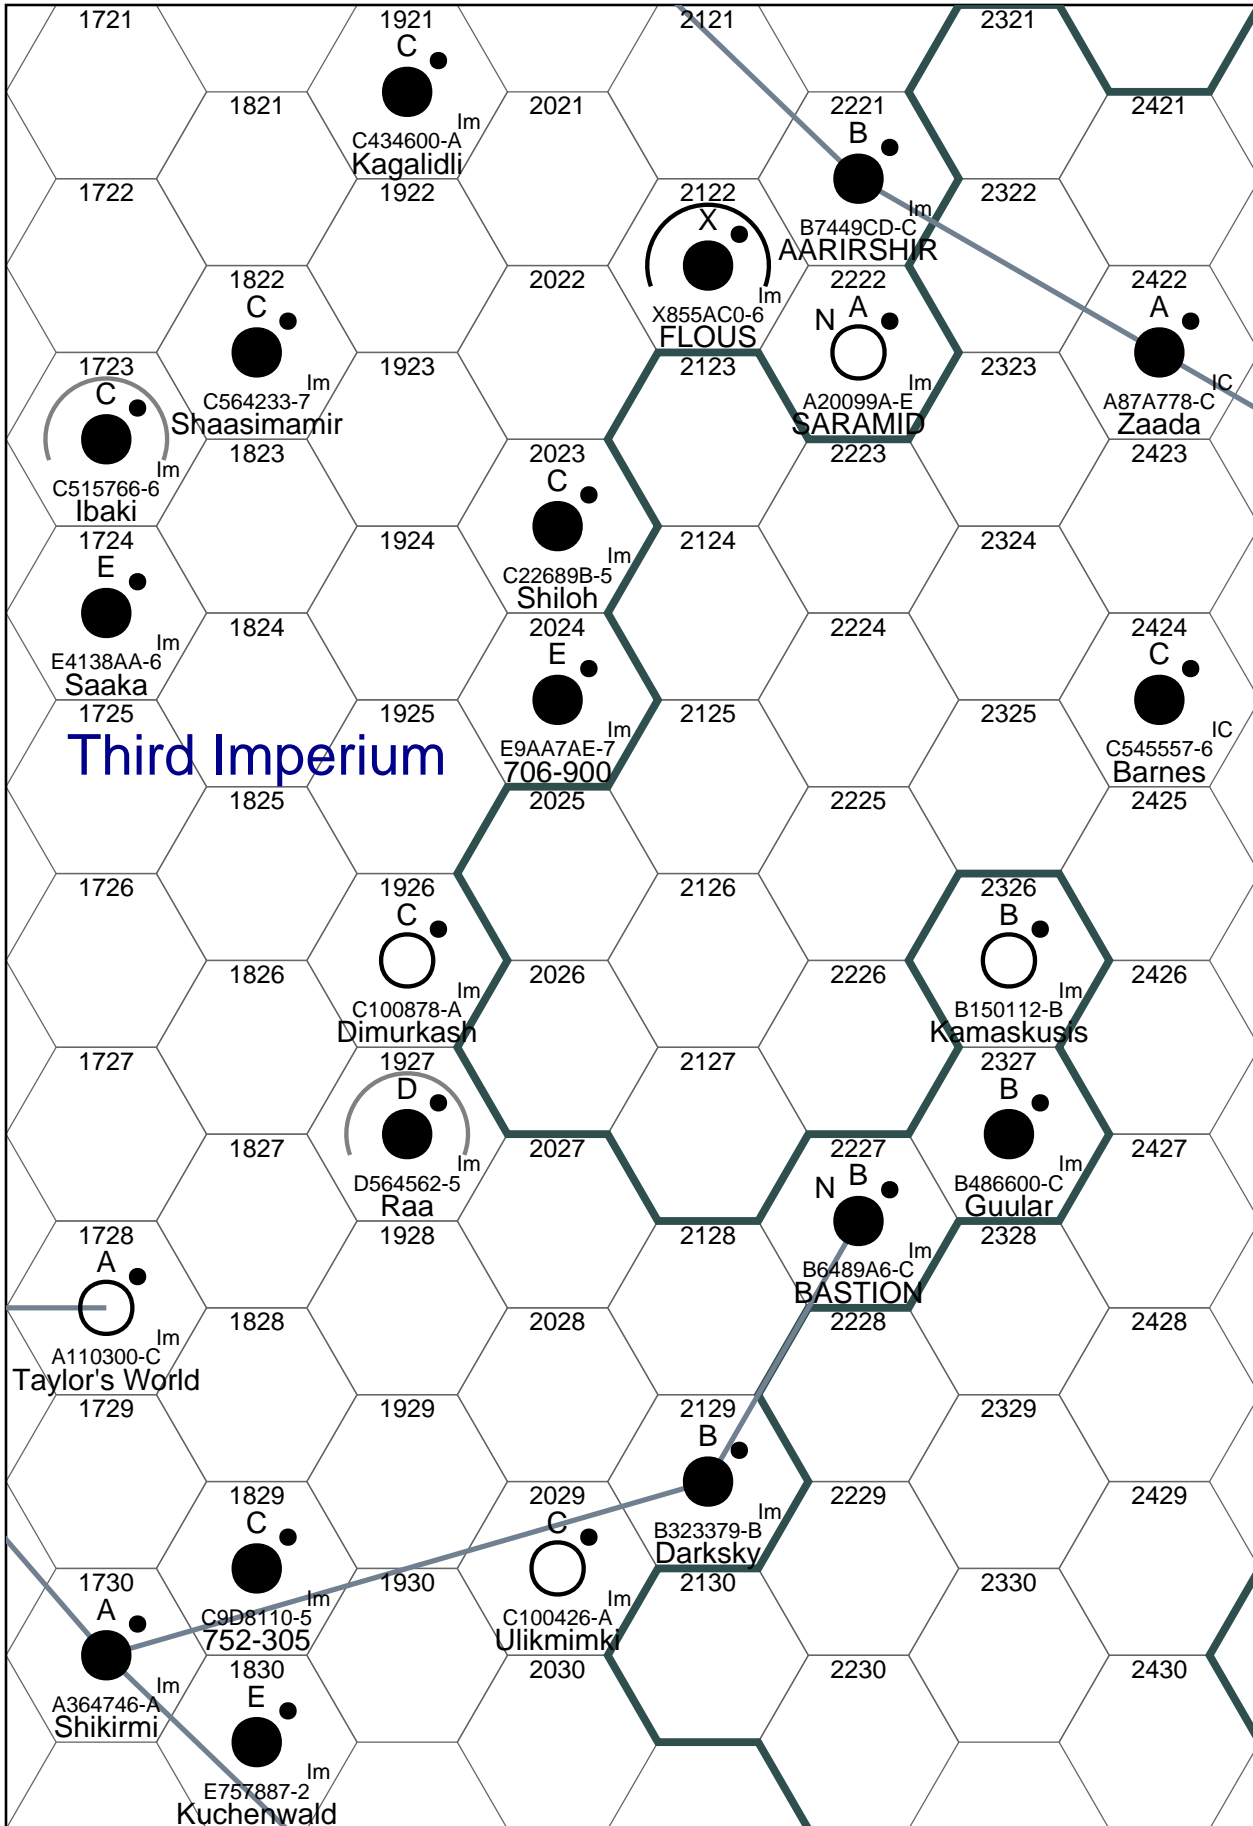 1721
1921
C
Im
C434600-A
Kagalidli
2121
2321
1821
2021
2221
B
Im
B7449CD-C
AARIRSHIR
2421
1722
1922
2122
X
Im
X855AC0-6
FLOUS
2322
1822
C
Im
C564233-7
Shaasimamir
2022
2222
N A
Im
A20099A-E
SARAMID
2422
A
IC
A87A778-C
Zaada
1723
C
Im
C515766-6
Ibaki
1923
2123
2323
1823
2023
C
Im
C22689B-5
Shiloh
2223
2423
1724
E
Im
E4138AA-6
Saaka
1924
2124
2324
1824
2024
E
Im
E9AA7AE-7
706-900
2224
2424
C
IC
C545557-6
Barnes
1725
1925
2125
2325
Third Imperium
1825
2025
2225
2425
1726
1926
C
Im
C100878-A
Dimurkash
2126
2326
B
Im
B150112-B
Kamaskusis
1826
2026
2226
2426
1727
1927
D
Im
D564562-5
Raa
2127
2327
B
Im
B486600-C
Guular
1827
2027
2227
N B
Im
B6489A6-C
BASTION
2427
1728
A
Im
A110300-C
Taylor's World
1928
2128
2328
1828
2028
2228
2428
1729
1929
2129
B
Im
B323379-B
Darksky
2329
1829
C
Im
C9D8110-5
752-305
2029
C
Im
C100426-A
Ulikmimki
2229
2429
1730
A
Im
A364746-A
Shikirmi
1930
2130
2330
1830
E
Im
E757887-2
Kuchenwald
2030
2230
2430